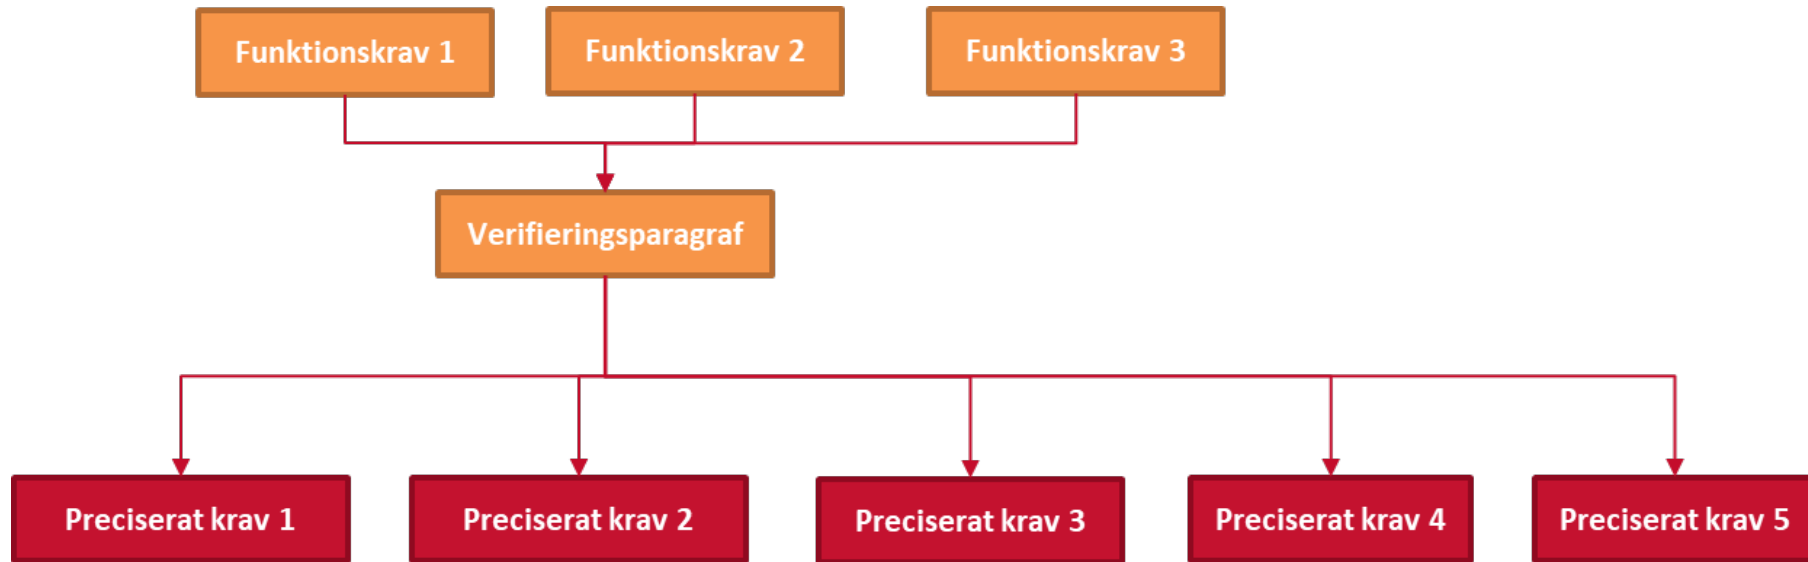 Funktionskrav 1
Funktionskrav 2
Funktionskrav 3
Verifieringsparagraf
Preciserat krav 1
Preciserat krav 2
Preciserat krav 3
Preciserat krav 4
Preciserat krav 5